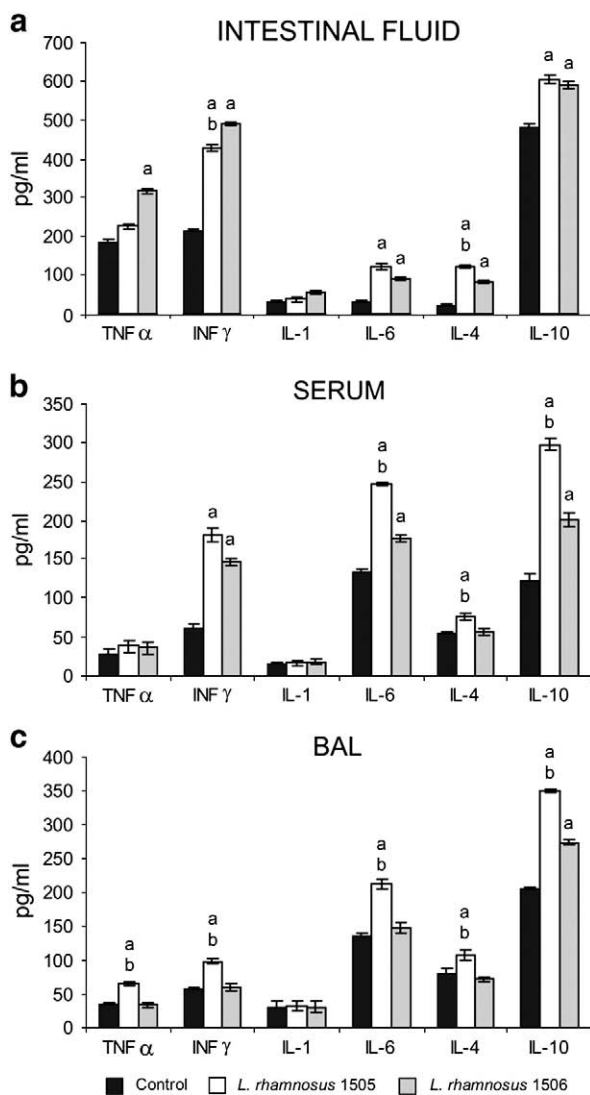 a
INTESTINAL FLUID
pg/ml
700
600
500
400
300
200
100
0
a
a
b
a
a
a
a
b
a
a
a
TNF α INF γ IL-1 IL-6 IL-4 IL-10
b
SERUM
pg/ml
350
300
250
200
150
100
50
0
a
a
a
b
a
a
b
a
b
a
TNF α INF γ IL-1 IL-6 IL-4 IL-10
c
BAL
pg/ml
400
350
300
250
200
150
100
50
0
a
b
a
b
a
b
a
b
a
b
a
TNF α INF γ IL-1 IL-6 IL-4 IL-10
Control L. rhamnosus 1505 L. rhamnosus 1506